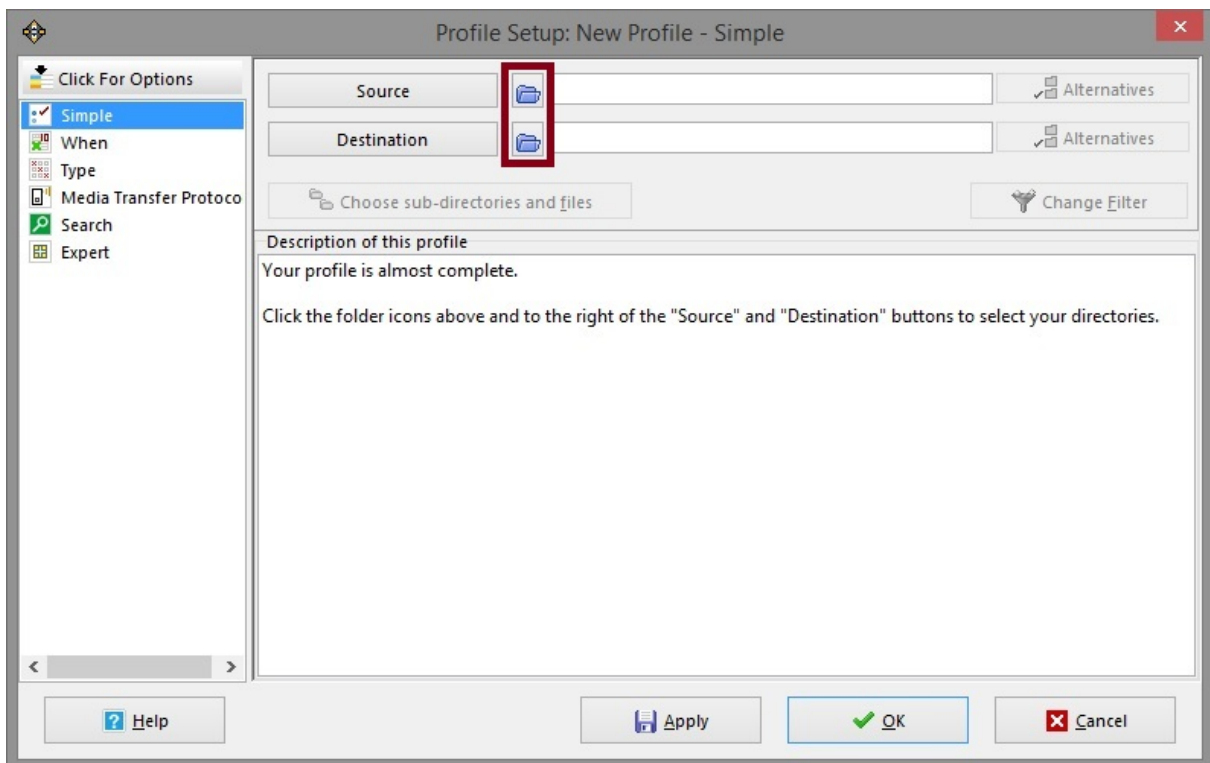 Profile Setup: New Profile - Simple
Click For Options
Simple
When
Type
Media Transfer Protoco
Search
Expert
Source
Alternatives
Destination
Alternatives
Choose sub-directories and files
Change Filter
Description of this profile
Your profile is almost complete.
Click the folder icons above and to the right of the "Source" and "Destination" buttons to select your directories.
Help
Apply
OK
Cancel